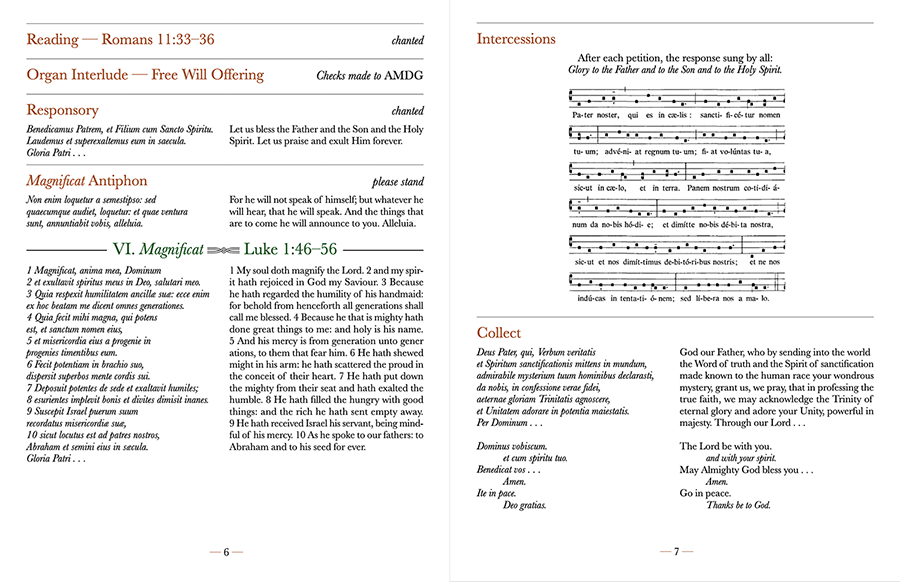 Reading — Romans 11:33–36 chanted
Organ Interlude — Free Will Offering Checks made to AMDG
Responsory chanted
Benedicamus Patrem, et Filium cum Sancto Spiritu.
Laudemus et superexaltemus eum in saecula.
Gloria Patri . . .
Let us bless the Father and the Son and the Holy
Spirit. Let us praise and exult Him forever.
Magnificat Antiphon please stand
Non enim loquetur a semestipso: sed
quaecumque audiet, loquetur: et quae ventura
sunt, annuntiabit vobis, alleluia.
For he will not speak of himself; but whatever he
will hear, that he will speak. And the things that
are to come he will announce to you. Alleluia.
VI. Magnificat Luke 1:46–56
1 Magnificat, anima mea, Dominum
2 et exultavit spiritus meus in Deo, salutari meo.
3 Quia respexit humilitatem ancillæ suæ: ecce enim
ex hoc beatam me dicent omnes generationes.
4 Quia fecit mihi magna, qui potens
est, et sanctum nomen eius,
5 et misericordia eius a progenie in
progenies timentibus eum.
6 Fecit potentiam in brachio suo,
dispersit superbos mente cordis sui.
7 Deposuit potentes de sede et exaltavit humiles;
8 esurientes implevit bonis et divites dimisit inanes.
9 Suscepit Israel puerum suum
recordatus misericordiæ suæ,
10 sicut locutus est ad patres nostros,
Abraham et semini eius in sæcula.
Gloria Patri . . .
1 My soul doth magnify the Lord. 2 and my spir-
it hath rejoiced in God my Saviour. 3 Because
he hath regarded the humility of his handmaid:
for behold from henceforth all generations shall
call me blessed. 4 Because he that is mighty hath
done great things to me: and holy is his name.
5 And his mercy is from generation unto gener
ations, to them that fear him. 6 He hath shewed
might in his arm: he hath scattered the proud in
the conceit of their heart. 7 He hath put down
the mighty from their seat and hath exalted the
humble. 8 He hath filled the hungry with good
things: and the rich he hath sent empty away.
9 He hath received Israel his servant, being mind-
ful of his mercy. 10 As he spoke to our fathers: to
Abraham and to his seed for ever.
— 6 —
Intercessions
After each petition, the response sung by all:
Glory to the Father and to the Son and to the Holy Spirit.
Pa-ter noster, qui es in cæ-lis : sancti- fi-cé-tur nomen
tu- um; advé-ni- at regnum tu- um; fi- at vo-lúntas tu- a,
sic-ut in cæ-lo, et in terra. Panem nostrum co-ti-di- á-
num da no-bis hó-di- e; et dimítte no-bis dé-bi-ta nostra,
sic-ut et nos dimít-timus de-bi-tó-ri-bus nostris; et ne nos
indú-cas in tenta-ti- ó-nem; sed lí-be-ra nos a ma- lo.
Collect
Deus Pater, qui, Verbum veritatis
et Spiritum sanctificationis mittens in mundum,
admirabile mysterium tuum hominibus declarasti,
da nobis, in confessione verae fidei,
aeternae gloriam Trinitatis agnoscere,
et Unitatem adorare in potentia maiestatis.
Per Dominum . . .
God our Father, who by sending into the world
the Word of truth and the Spirit of sanctification
made known to the human race your wondrous
mystery, grant us, we pray, that in professing the
true faith, we may acknowledge the Trinity of
eternal glory and adore your Unity, powerful in
majesty. Through our Lord . . .
Dominus vobiscum.
et cum spiritu tuo.
Benedicat vos . . .
Amen.
Ite in pace.
Deo gratias.
The Lord be with you.
and with your spirit.
May Almighty God bless you . . .
Amen.
Go in peace.
Thanks be to God.
— 7 —